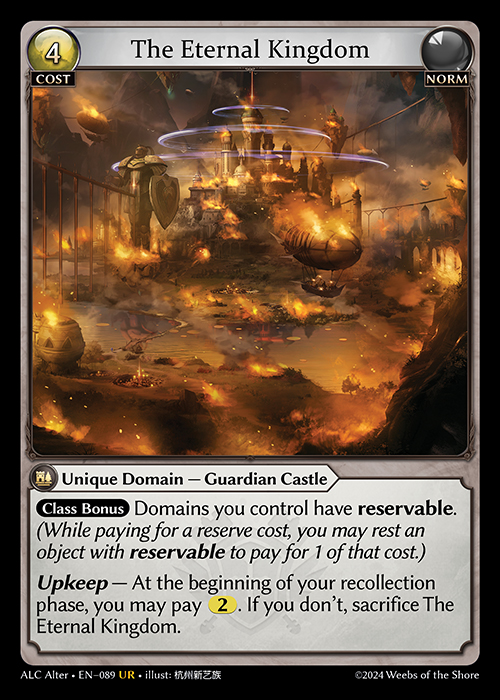 4
The Eternal Kingdom
COST
NORM
Unique Domain — Guardian Castle
Class Bonus Domains you control have reservable.
(While paying for a reserve cost, you may rest an
object with reservable to pay for 1 of that cost.)
Upkeep — At the beginning of your recollection
phase, you may pay 2. If you don't, sacrifice The
Eternal Kingdom.
ALC Alter • EN–089 UR • illust: 杭州新艺族 ©2024 Weebs of the Shore